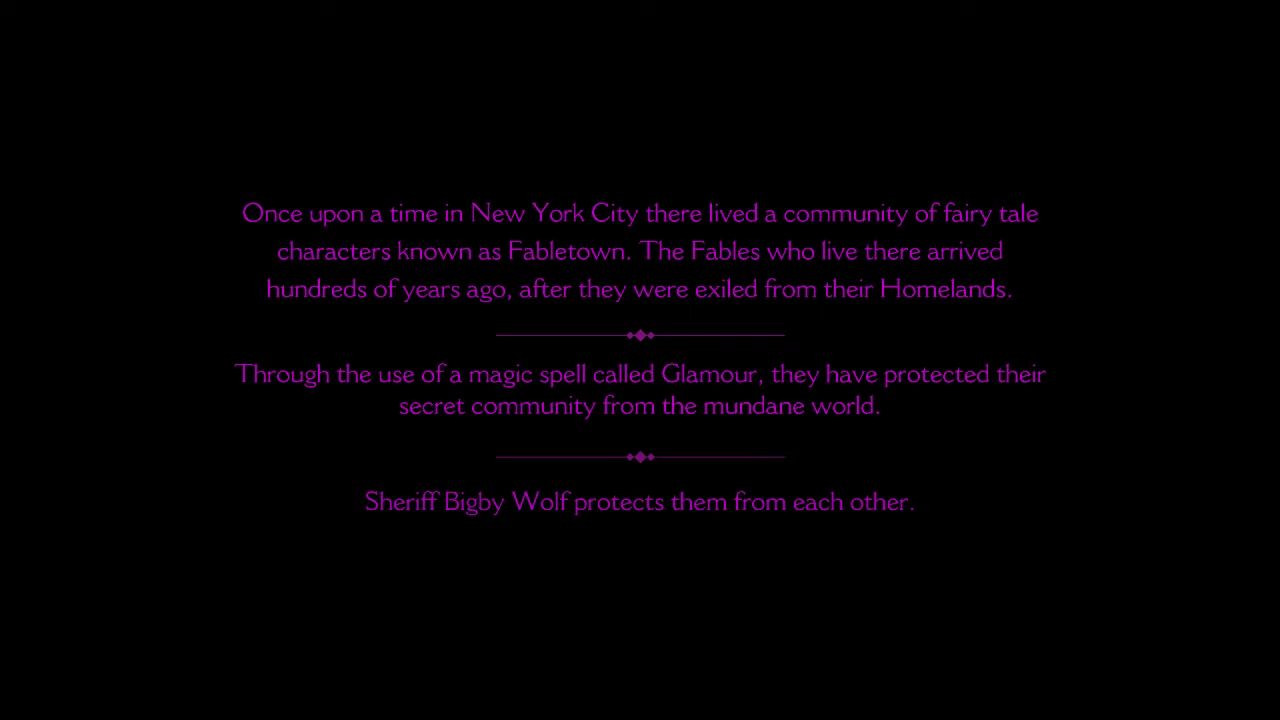 Once upon a time in New York City there lived a community of fairy tale
characters known as Fabletown. The Fables who live there arrived
hundreds of years ago, after they were exiled from their Homelands.
Through the use of a magic spell called Glamour, they have protected their
secret community from the mundane world.
Sheriff Bigby Wolf protects them from each other.